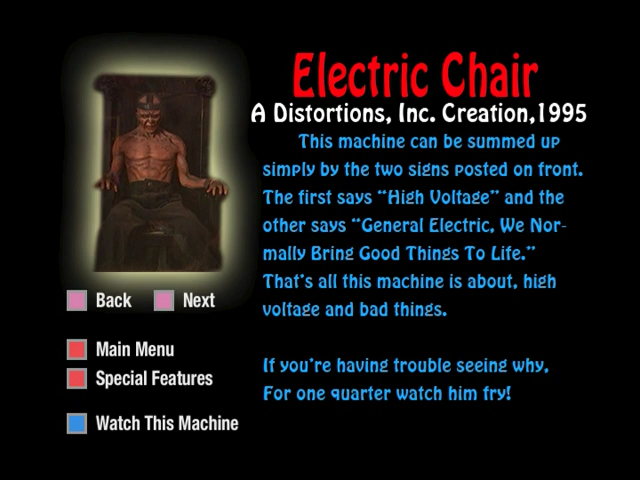 Electric Chair
A Distortions, Inc. Creation,1995
This machine can be summed up
simply by the two signs posted on front.
The first says “High Voltage” and the
other says “General Electric, We Nor-
mally Bring Good Things To Life.”
That's all this machine is about, high
voltage and bad things.
If you're having trouble seeing why,
For one quarter watch him fry!
Back
Next
Main Menu
Special Features
Watch This Machine